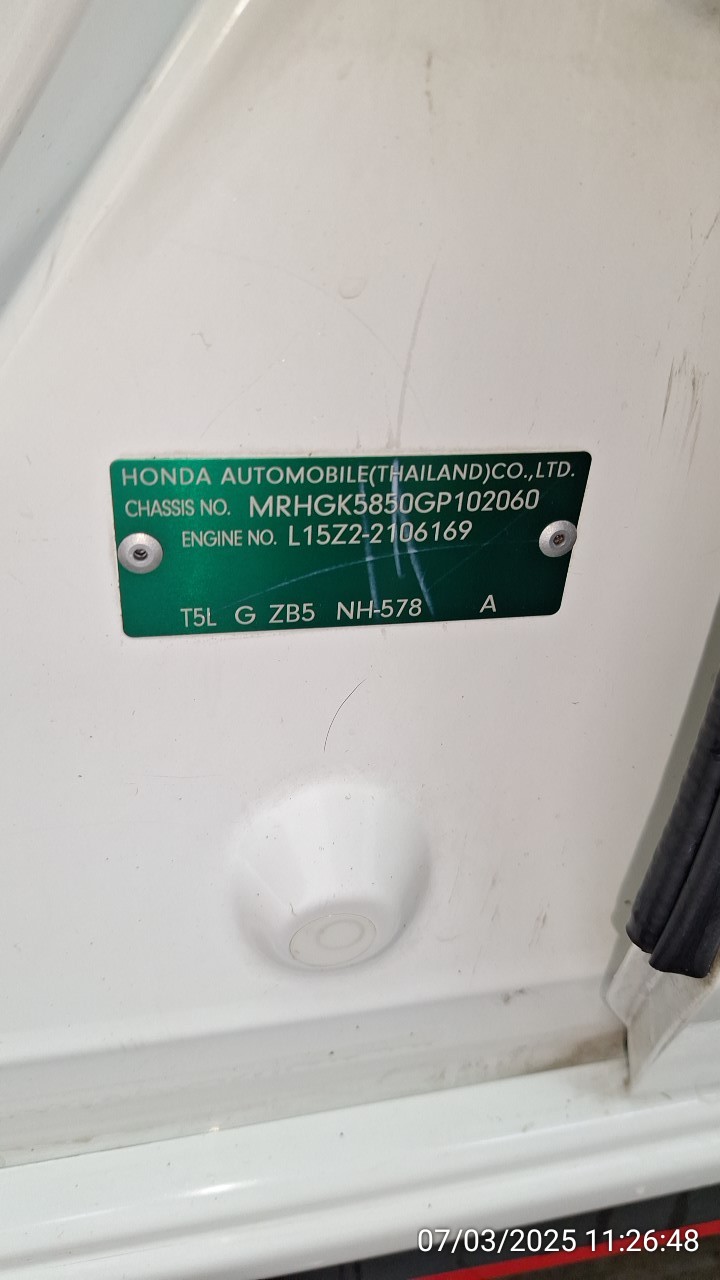 HONDA AUTOMOBILE(THAILAND)CO.,LTD.
CHASSIS NO. MRHGK5850GP102060
ENGINE NO. L15Z2-2106169
T5L G ZB5 NH-578 A
07/03/2025 11:26:48